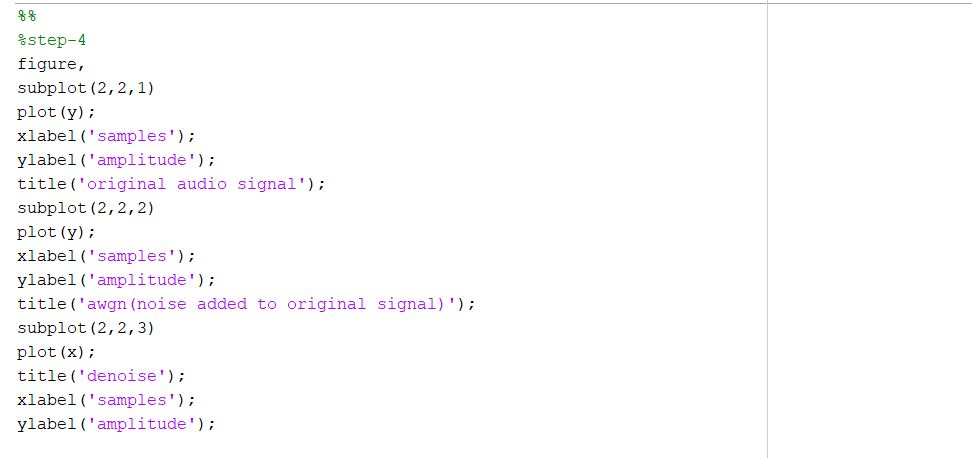 %%
%step-4
figure,
subplot(2,2,1)
plot(y);
xlabel('samples');
ylabel('amplitude');
title('original audio signal');
subplot(2,2,2)
plot(y);
xlabel('samples');
ylabel('amplitude');
title('awgn(noise added to original signal)');
subplot(2,2,3)
plot(x);
title('denoise');
xlabel('samples');
ylabel('amplitude');